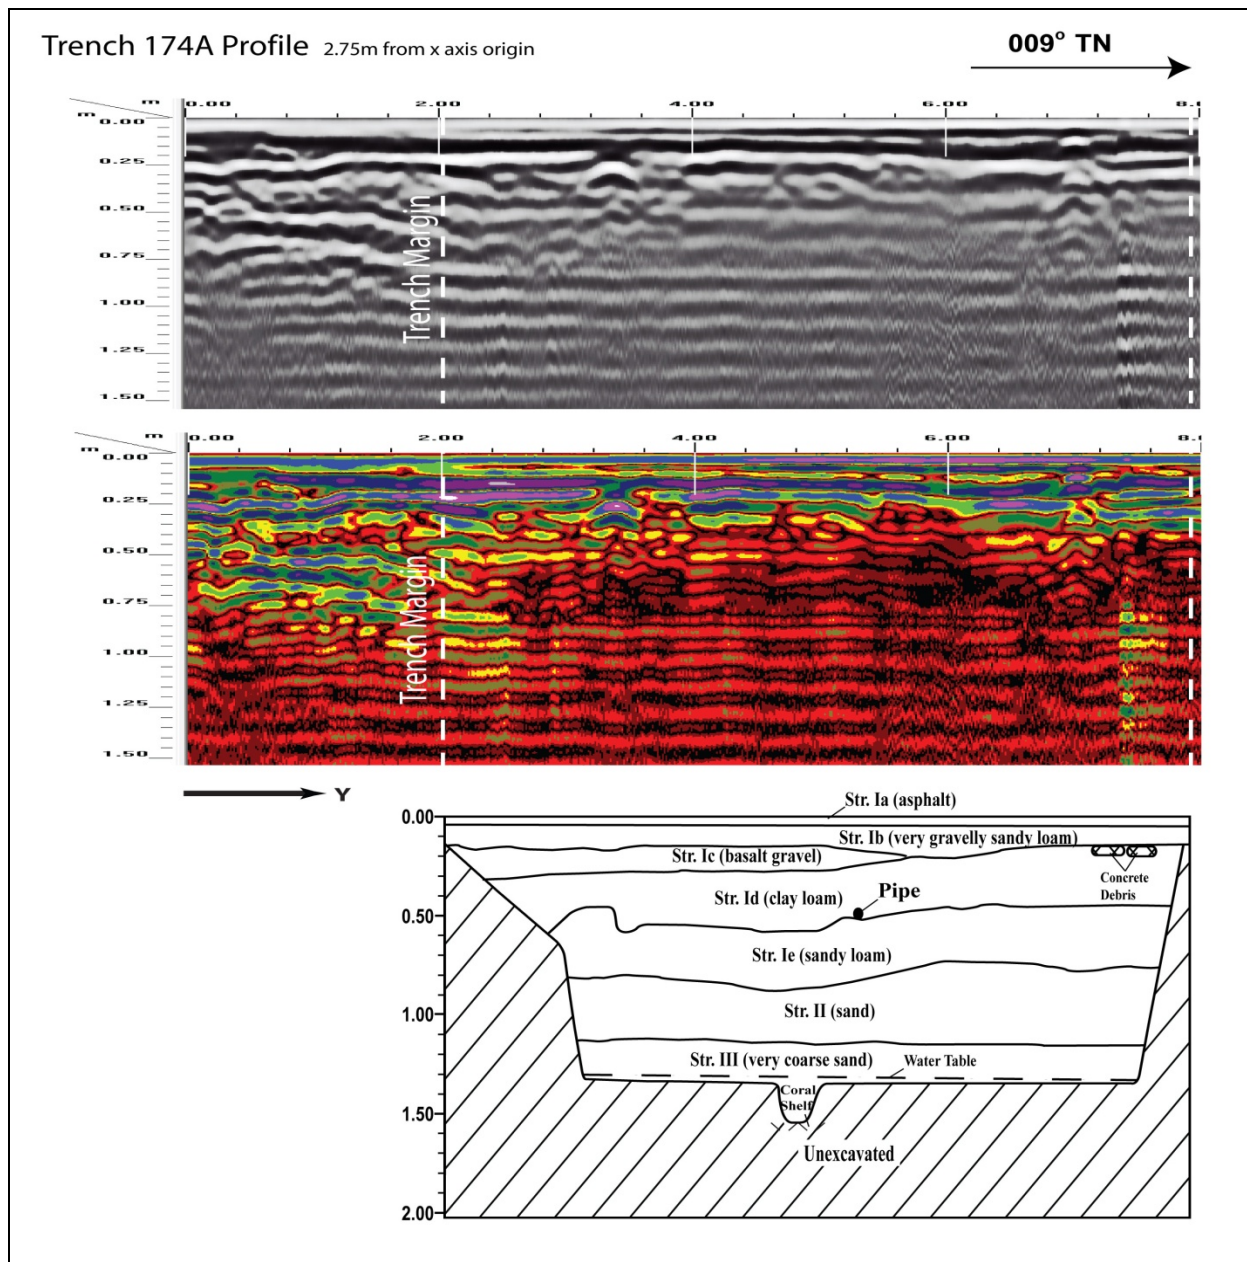 Trench 174A Profile 2.75m from x axis origin
009° TN
m 0.00 2.00 4.00 6.00 8.0
m 0.00
0.25
0.50
0.75
1.00
1.25
1.50
Trench Margin
m 0.00 2.00 4.00 6.00 8.0
m 0.00
0.25
0.50
0.75
1.00
1.25
1.50
Trench Margin
Y
Str. Ia (asphalt)
0.00
Str. Ib (very gravelly sandy loam)
Str. Ic (basalt gravel)
Concrete
Debris
Str. Id (clay loam)
Pipe
0.50
Str. Ie (sandy loam)
1.00
Str. II (sand)
Str. III (very coarse sand)
Water Table
Coral
Shelf
1.50
Unexcavated
2.00